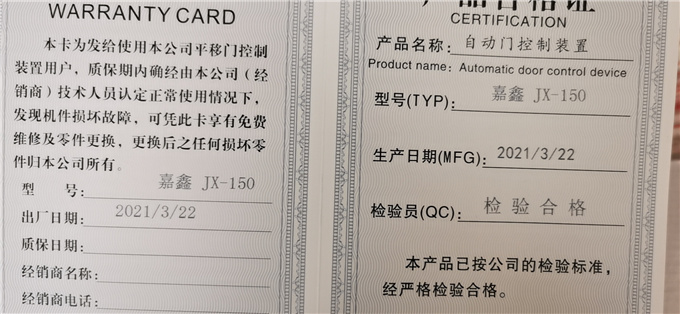 WARRANTY CARD
本卡为发给使用本公司平移门控制
装置用户,质保期内确经由本公司(经
销商)技术人员认定正常使用情况下,
发现机件损坏故障,可凭此卡享有免费
维修及零件更换,更换后之任何损坏零
件归本公司所有。
型 号: 嘉鑫 JX-150
出厂日期: 2021/3/22
质保日期:
经销商名称:
经销商电话:
产品合格证
CERTIFICATION
产品名称: 自动门控制装置
Product name: Automatic door control device
型号(TYP): 嘉鑫 JX-150
生产日期(MFG): 2021/3/22
检验员(QC): 检验合格
本产品已按公司的检验标准,
经严格检验合格。